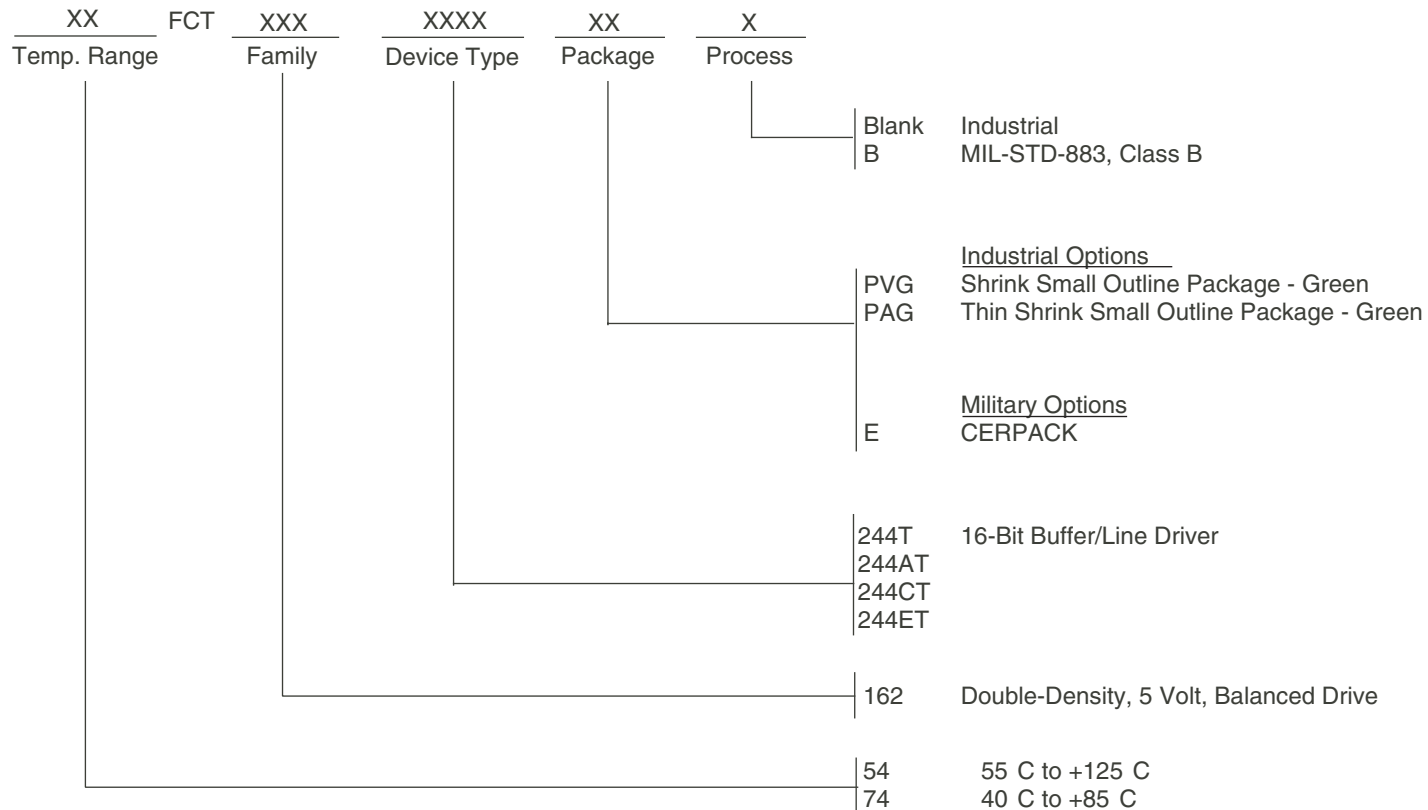 XX FCT XXX XXXX XX X
Temp. Range Family Device Type Package Process
Blank Industrial
B MIL-STD-883, Class B
Industrial Options
PVG Shrink Small Outline Package - Green
PAG Thin Shrink Small Outline Package - Green
Military Options
E CERPACK
244T 16-Bit Buffer/Line Driver
244AT
244CT
244ET
162 Double-Density, 5 Volt, Balanced Drive
54 55 C to +125 C
74 40 C to +85 C